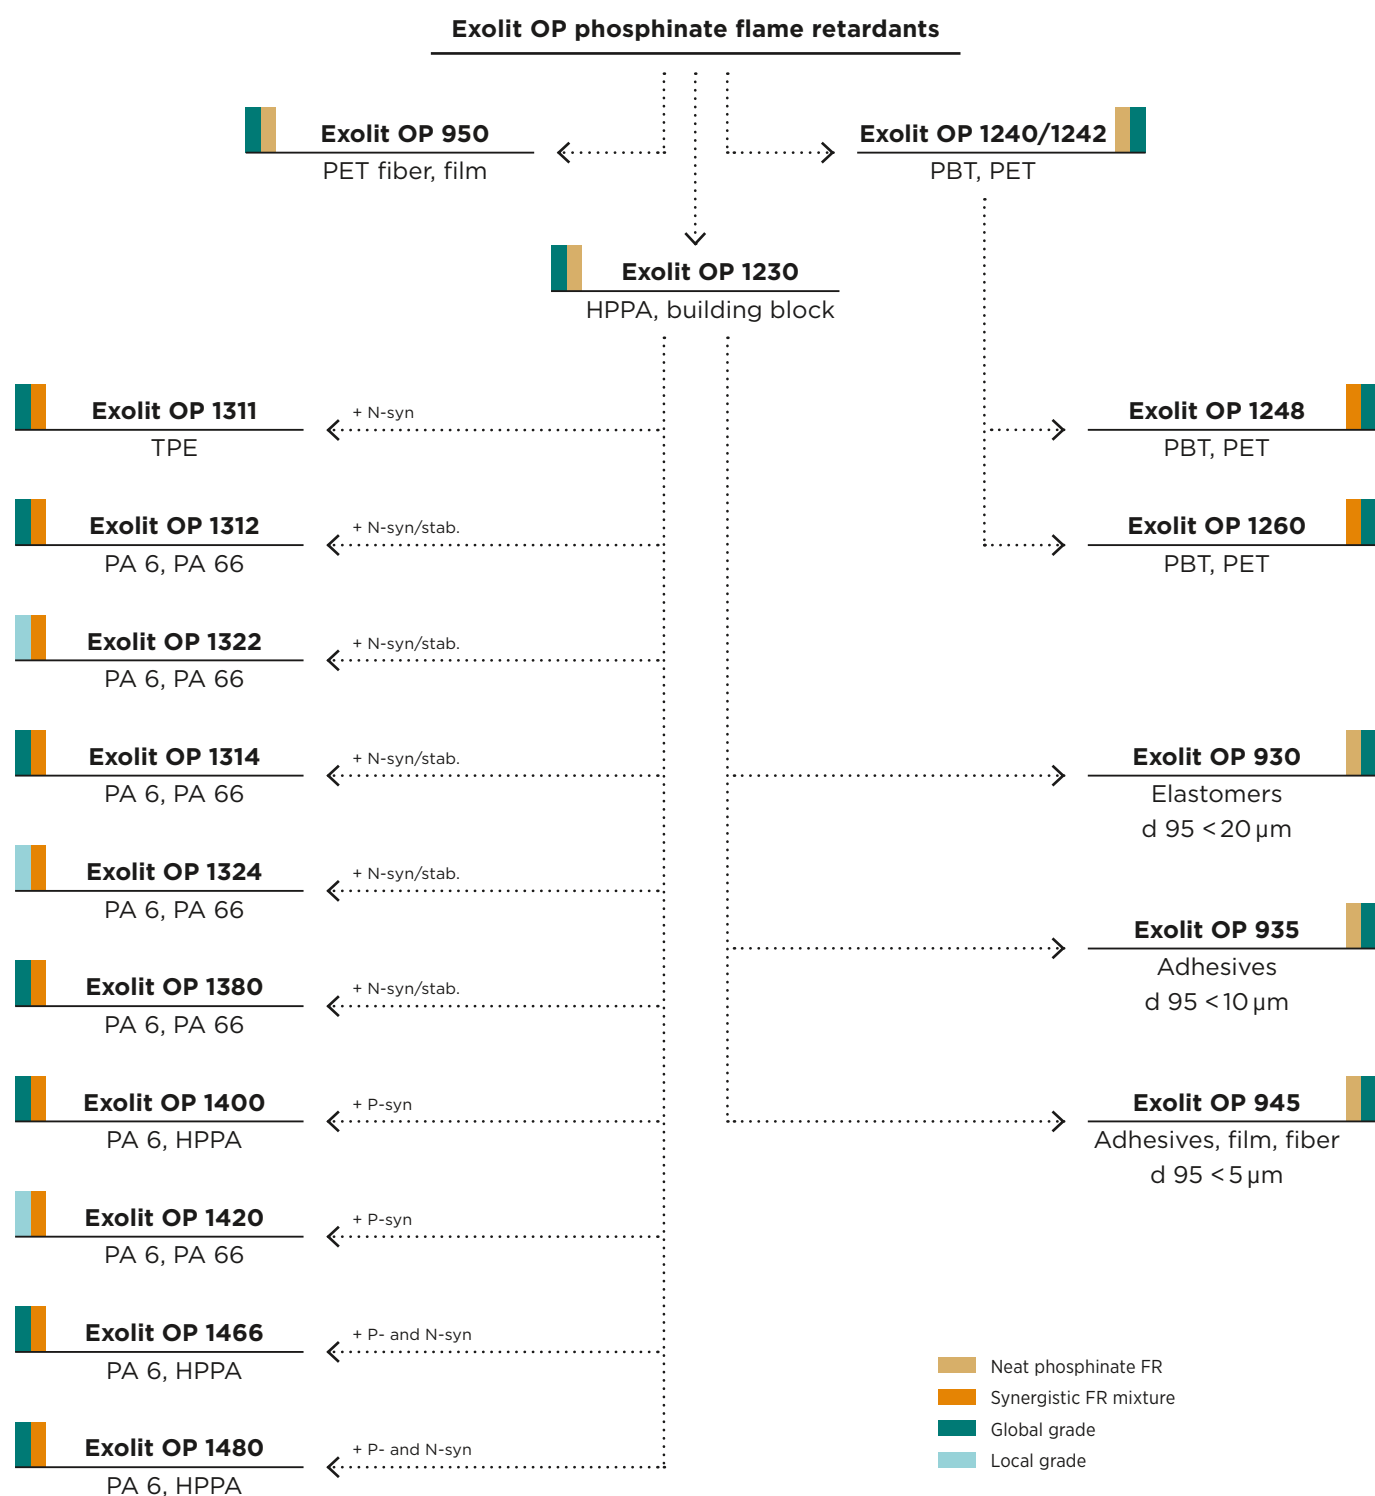 Exolit OP phosphinate flame retardants
Exolit OP 950
PET fiber, film
Exolit OP 1240/1242
PBT, PET
Exolit OP 1230
HPPA, building block
Exolit OP 1311
TPE
+ N-syn
Exolit OP 1248
PBT, PET
Exolit OP 1312
PA 6, PA 66
+ N-syn/stab.
Exolit OP 1260
PBT, PET
Exolit OP 1322
PA 6, PA 66
+ N-syn/stab.
Exolit OP 1314
PA 6, PA 66
+ N-syn/stab.
Exolit OP 930
Elastomers
d 95 < 20 µm
Exolit OP 1324
PA 6, PA 66
+ N-syn/stab.
Exolit OP 935
Adhesives
d 95 < 10 µm
Exolit OP 1380
PA 6, PA 66
+ N-syn/stab.
Exolit OP 1400
PA 6, HPPA
+ P-syn
Exolit OP 945
Adhesives, film, fiber
d 95 < 5 µm
Exolit OP 1420
PA 6, PA 66
+ P-syn
Exolit OP 1466
PA 6, HPPA
+ P- and N-syn
Exolit OP 1480
PA 6, HPPA
+ P- and N-syn
Neat phosphinate FR
Synergistic FR mixture
Global grade
Local grade